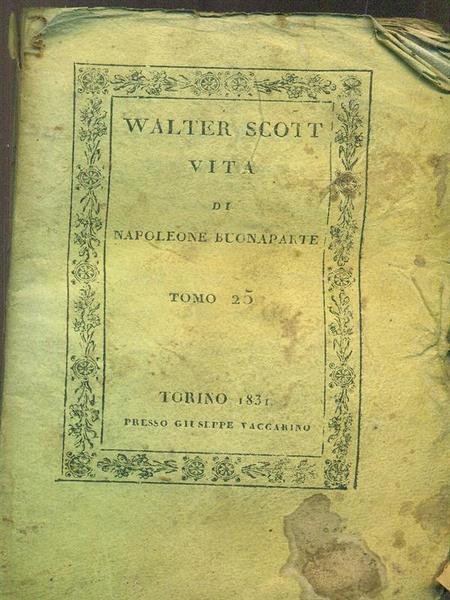 WALTER SCOTT
VITA
DI
NAPOLEONE BUONAPARTE
TOMO 25
TORINO 1831
PRESSO GIUSEPPE VACCARINO